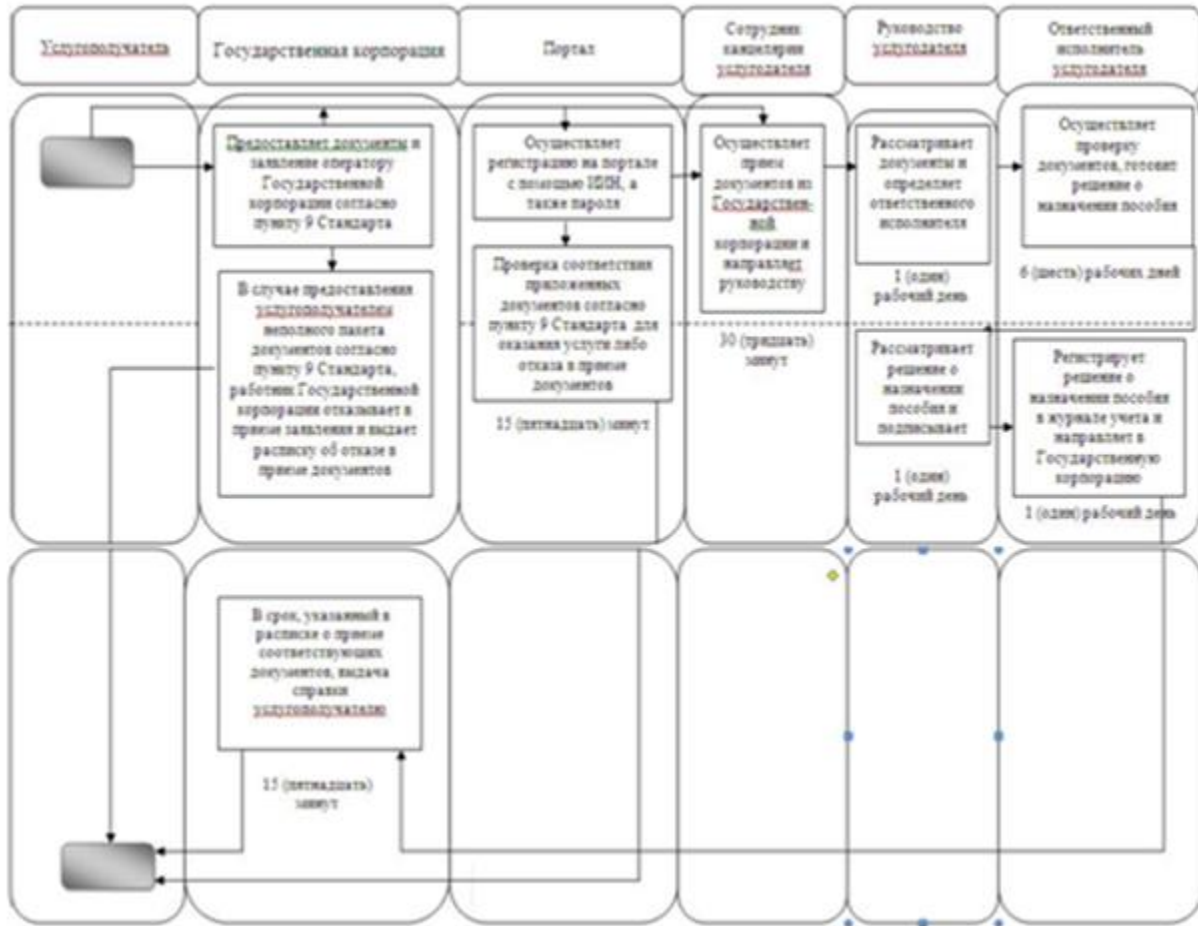 Услугополучатель
Государственная корпорация
Портал
Сотрудник
канцелярии
услугодателя
Руководство
услугодателя
Ответственный
исполнитель
услугодателя
Предоставляет документы и
заявление оператору
Государственной
корпорации согласно
пункту 9 Стандарта
Осуществляет
регистрацию на портале
с помощью ИИН, а
также пароля
Осуществляет
прием
документов из
Государствен-
ной
корпорации и
направляет
руководству
Рассматривает
документы и
определяет
ответственного
исполнителя
Осуществляет
проверку
документов, готовит
решение о
назначении пособия
1 (один)
рабочий день
6 (шесть) рабочих дней
В случае предоставления
услугополучателем
неполного пакета
документов согласно
пункту 9 Стандарта,
работник Государственной
корпорации отказывает в
приеме заявления и выдает
расписку об отказе в
приеме документов
Проверка соответствия
приложенных
документов согласно
пункту 9 Стандарта для
оказания услуги либо
отказа в приеме
документов
15 (пятнадцать) минут
30 (тридцать)
минут
Рассматривает
решение о
назначении
пособия и
подписывает
1 (один)
рабочий день
Регистрирует
решение о
назначении пособия
в журнале учета и
направляет в
Государственную
корпорацию
1 (один) рабочий день
В срок, указанный в
расписке о приеме
соответствующих
документов, выдача
справки
услугополучателю
15 (пятнадцать)
минут